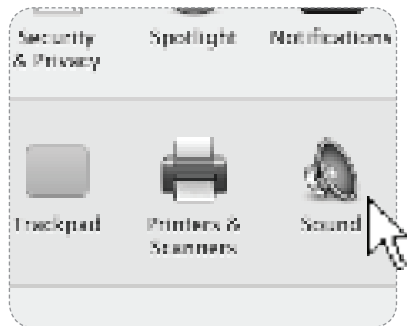 Security
& Privacy
Spotlight
Notifications
Trackpad
Printers &
Scanners
Sound